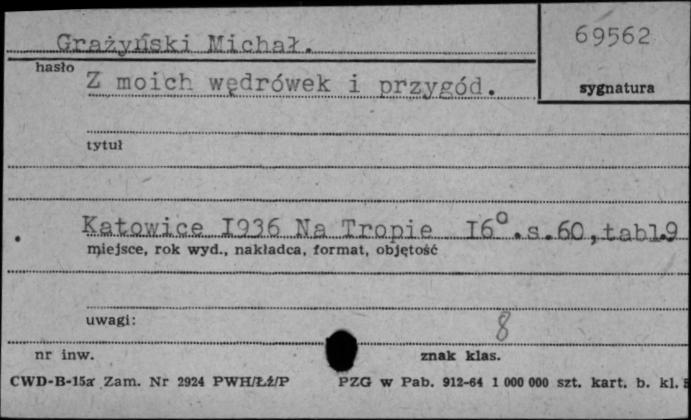 Grażyński Michał.
69562
hasło
Z moich wędrówek i przygód.
sygnatura
tytuł
Katowice I936 Na Tropie I6°.s.60,tabl.9
miejsce, rok wyd., nakładca, format, objętość
uwagi:
8
nr inw.
znak klas.
CWD-B-15a Zam. Nr 2924 PWH/ŁŹ/P PZG w Pab. 912-64 1 000 000 szt. kart. b. kl.